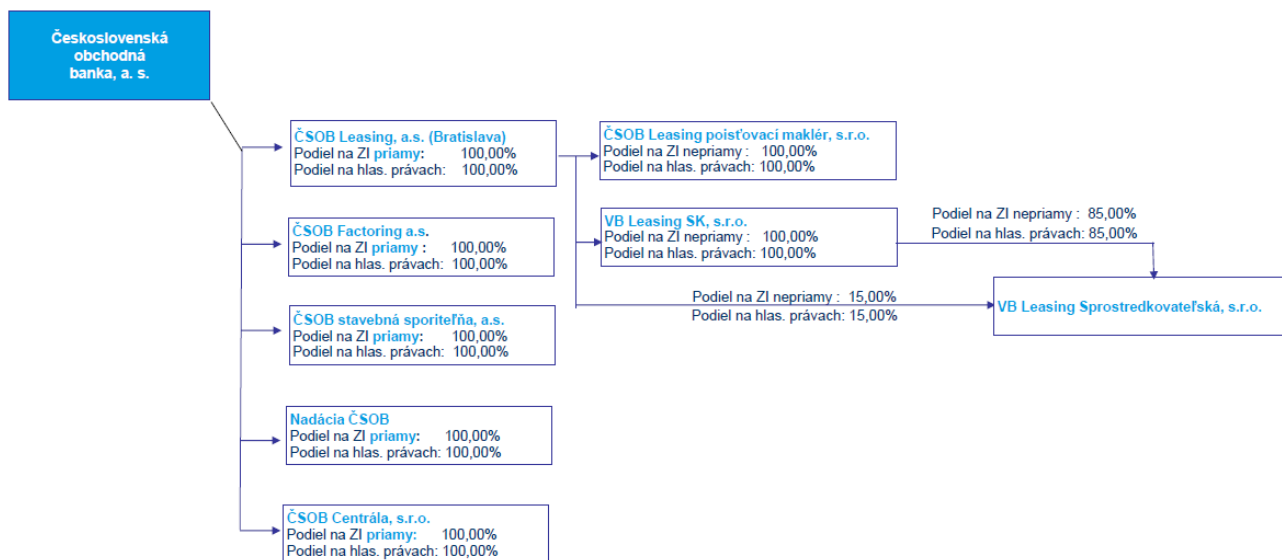 Československá
obchodná
banka, a. s.
ČSOB Leasing, a.s. (Bratislava)
Podiel na ZI priamy: 100,00%
Podiel na hlas. právach: 100,00%
ČSOB Leasing poisťovací maklér, s.r.o.
Podiel na ZI nepriamy : 100,00%
Podiel na hlas. právach: 100,00%
ČSOB Factoring a.s.
Podiel na ZI priamy : 100,00%
Podiel na hlas. právach: 100,00%
VB Leasing SK, s.r.o.
Podiel na ZI nepriamy : 100,00%
Podiel na hlas. právach: 100,00%
Podiel na ZI nepriamy : 85,00%
Podiel na hlas. právach: 85,00%
Podiel na ZI nepriamy : 15,00%
Podiel na hlas. právach: 15,00%
VB Leasing Sprostredkovateľská, s.r.o.
ČSOB stavebná sporiteľňa, a.s.
Podiel na ZI priamy: 100,00%
Podiel na hlas. právach: 100,00%
Nadácia ČSOB
Podiel na ZI priamy: 100,00%
Podiel na hlas. právach: 100,00%
ČSOB Centrála, s.r.o.
Podiel na ZI priamy: 100,00%
Podiel na hlas. právach: 100,00%